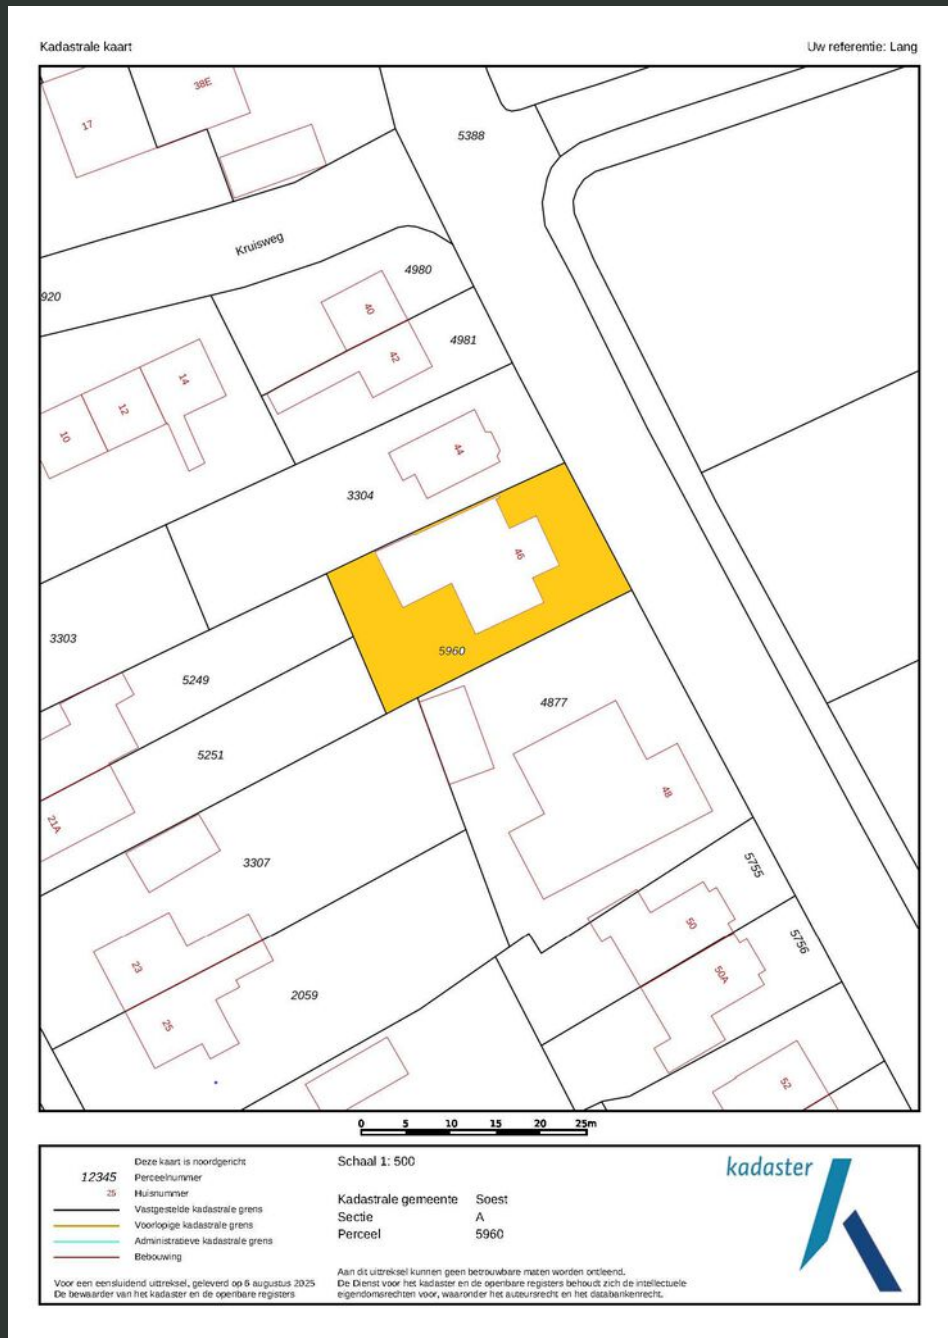 Kadastrale kaart
Uw referentie: Lang
38E
17
5388
Kruisweg
4980
920
40
4981
42
14
12
10
44
3304
46
3303
5960
5249
4877
5251
48
21A
3307
5755
50
5756
23
50A
2059
25
52
0 5 10 15 20 25m
Deze kaart is noordgericht
12345 Perceelnummer
25 Huisnummer
Vastgestelde kadastrale grens
Voorlopige kadastrale grens
Administratieve kadastrale grens
Bebouwing
Voor een eensluidend uittreksel, geleverd op 6 augustus 2025
De bewaarder van het kadaster en de openbare registers
Schaal 1: 500
Kadastrale gemeente Soest
Sectie A
Perceel 5960
Aan dit uittreksel kunnen geen betrouwbare maten worden ontleend.
De Dienst voor het kadaster en de openbare registers behoudt zich de intellectuele
eigendomsrechten voor, waaronder het auteursrecht en het databankenrecht.
kadaster